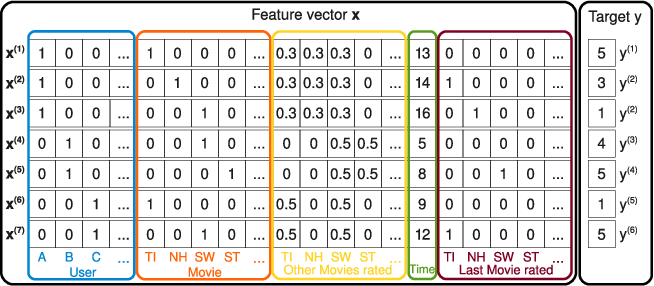 Feature vector x Target y
x(1) 1 0 0 ... 1 0 0 0 ... 0.3 0.3 0.3 0 ... 13 0 0 0 0 ... 5 y(1)
x(2) 1 0 0 ... 0 1 0 0 ... 0.3 0.3 0.3 0 ... 14 1 0 0 0 ... 3 y(2)
x(3) 1 0 0 ... 0 0 1 0 ... 0.3 0.3 0.3 0 ... 16 0 1 0 0 ... 1 y(2)
x(4) 0 1 0 ... 0 0 1 0 ... 0 0 0.5 0.5 ... 5 0 0 0 0 ... 4 y(3)
x(5) 0 1 0 ... 0 0 0 1 ... 0 0 0.5 0.5 ... 8 0 0 1 0 ... 5 y(4)
x(6) 0 0 1 ... 1 0 0 0 ... 0.5 0 0.5 0 ... 9 0 0 0 0 ... 1 y(5)
x(7) 0 0 1 ... 0 0 1 0 ... 0.5 0 0.5 0 ... 12 1 0 0 0 ... 5 y(6)
A B C ... TI NH SW ST ... TI NH SW ST ... TI NH SW ST ...
User Movie Other Movies rated Time Last Movie rated